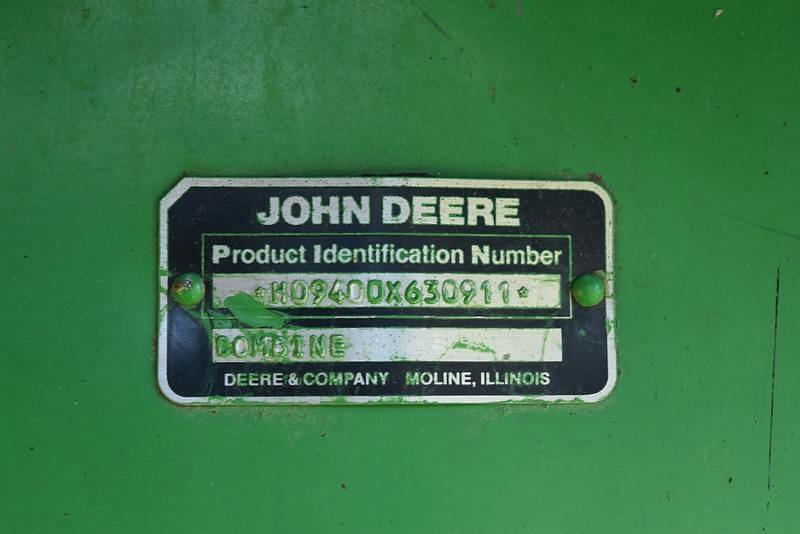 JOHN DEERE
Product Identification Number
*H09400X630911*
COMBINE
DEERE & COMPANY MOLINE, ILLINOIS